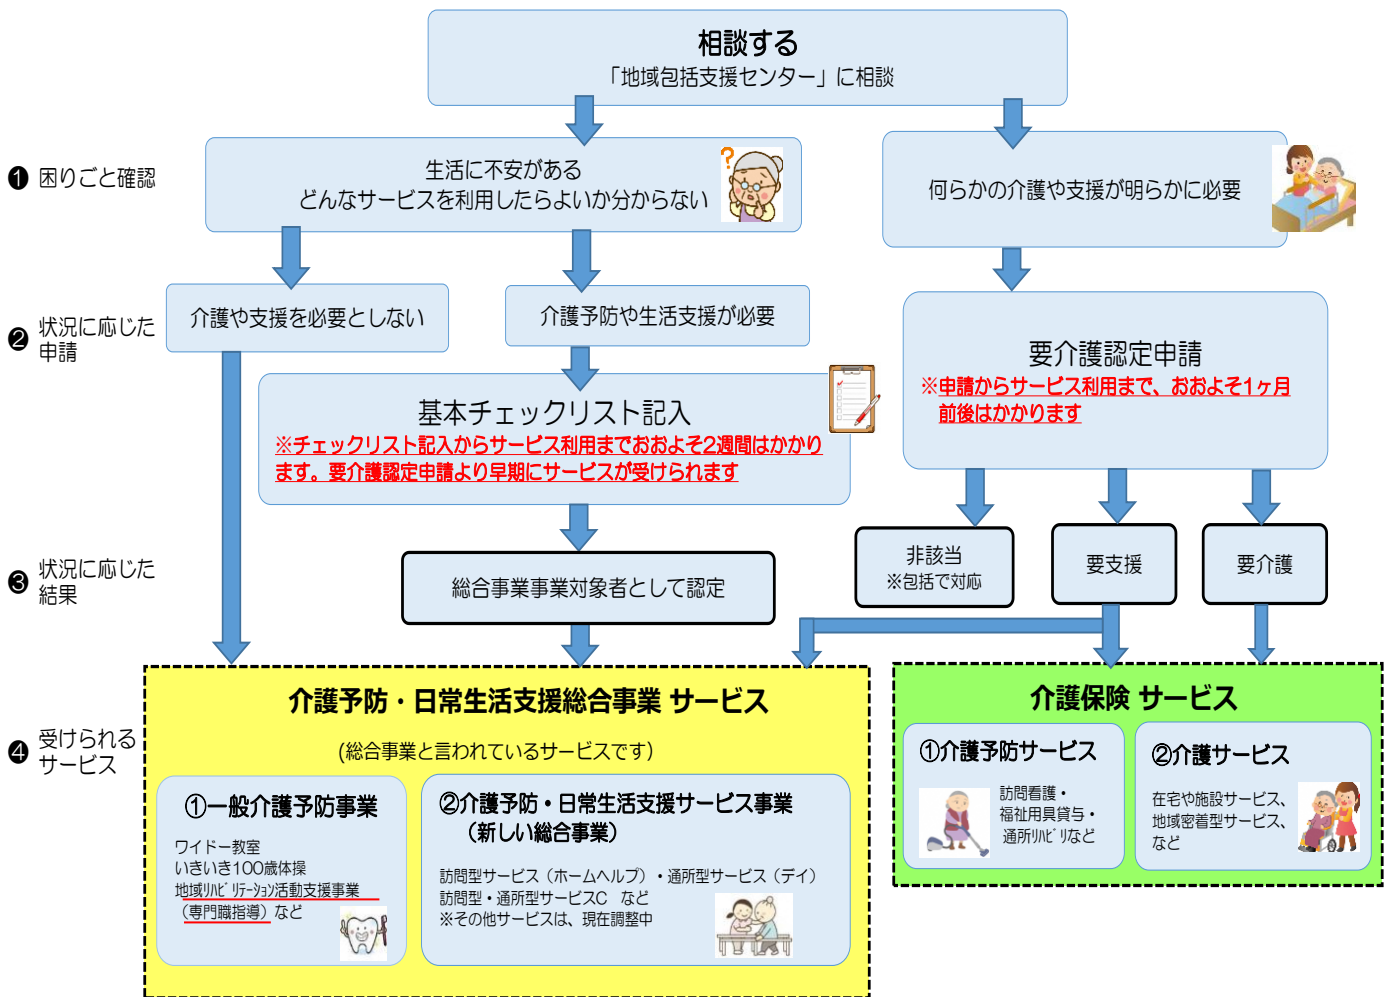 相談する
「地域包括支援センター」に相談
❶ 困りごと確認
生活に不安がある
どんなサービスを利用したらよいか分からない
?
何らかの介護や支援が明らかに必要
❷ 状況に応じた
申請
介護や支援を必要としない
介護予防や生活支援が必要
要介護認定申請
※申請からサービス利用まで、おおよそ1ヶ月
前後はかかります
基本チェックリスト記入
※チェックリスト記入からサービス利用までおおよそ2週間はかかり
ます。要介護認定申請より早期にサービスが受けられます
❸ 状況に応じた
結果
総合事業事業対象者として認定
非該当
※包括で対応
要支援
要介護
❹ 受けられる
サービス
介護予防・日常生活支援総合事業 サービス
(総合事業と言われているサービスです)
①一般介護予防事業
ワイドー教室
いきいき100歳体操
地域ﾘﾊﾋﾞﾘﾃｰｼｮﾝ活動支援事業
（専門職指導）など
②介護予防・日常生活支援サービス事業
（新しい総合事業）
訪問型サービス（ホームヘルプ）・通所型サービス（デイ）
訪問型・通所型サービスC など
※その他サービスは、現在調整中
介護保険 サービス
①介護予防サービス
訪問看護・
福祉用具貸与・
通所ﾘﾊﾋﾞﾘなど
②介護サービス
在宅や施設サービス、
地域密着型サービス、
など